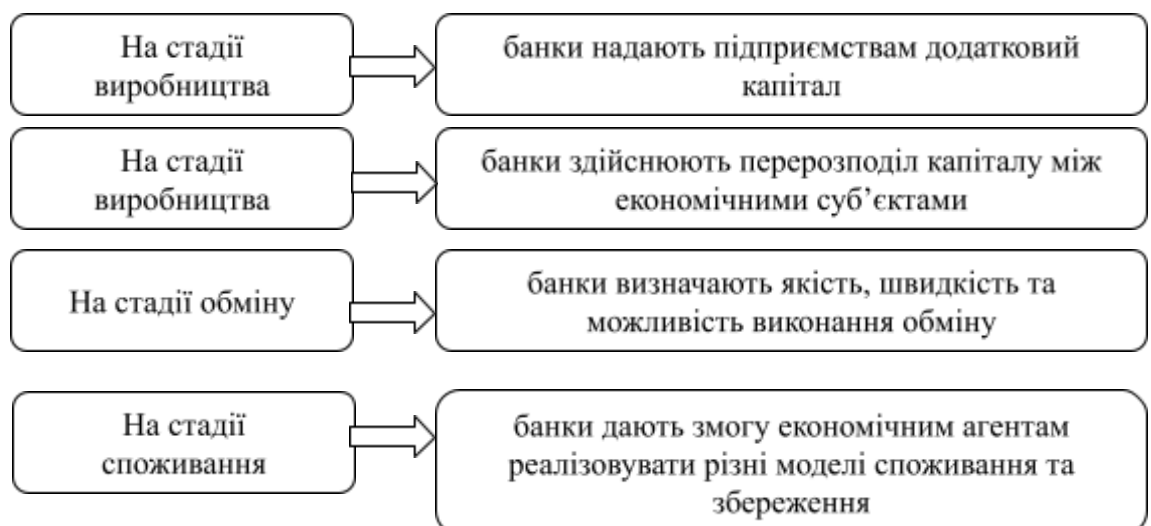 На стадії
виробництва
банки надають підприємствам додатковий
капітал
На стадії
виробництва
банки здійснюють перерозподіл капіталу між
економічними суб’єктами
На стадії обміну
банки визначають якість, швидкість та
можливість виконання обміну
На стадії
споживання
банки дають змогу економічним агентам
реалізовувати різні моделі споживання та
збереження